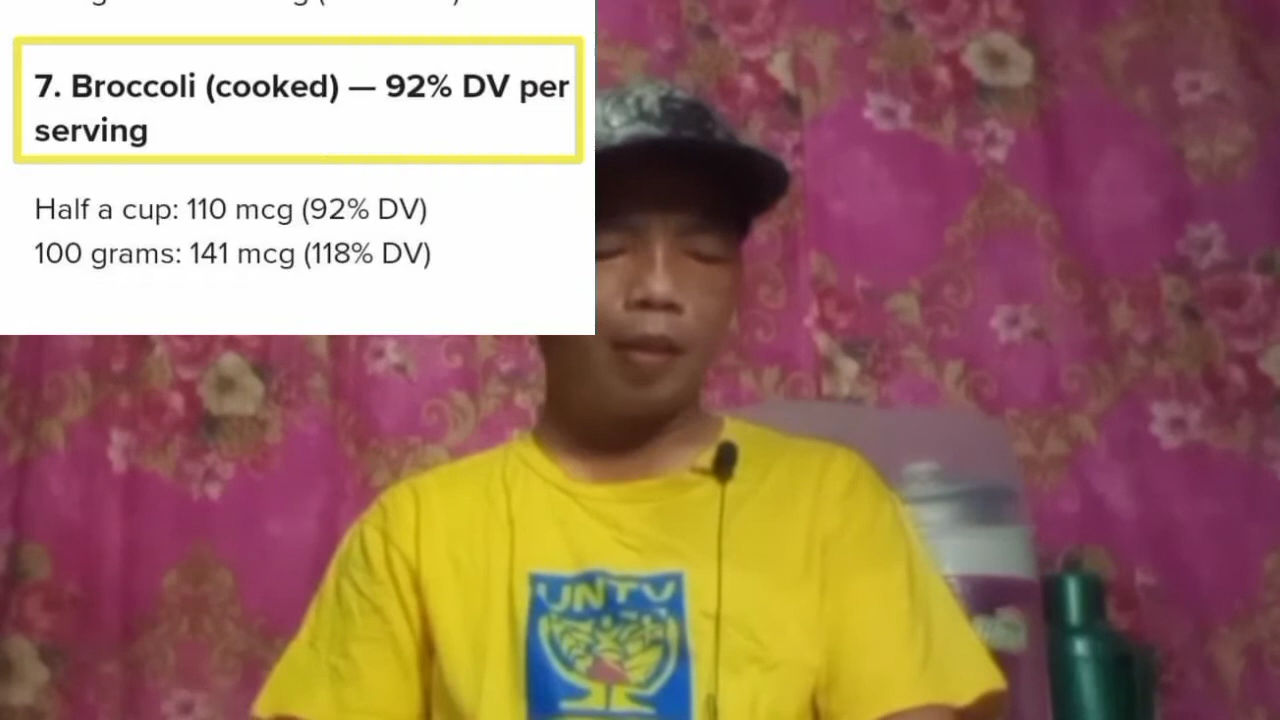 7. Broccoli (cooked) — 92% DV per
serving
Half a cup: 110 mcg (92% DV)
100 grams: 141 mcg (118% DV)
UNTV